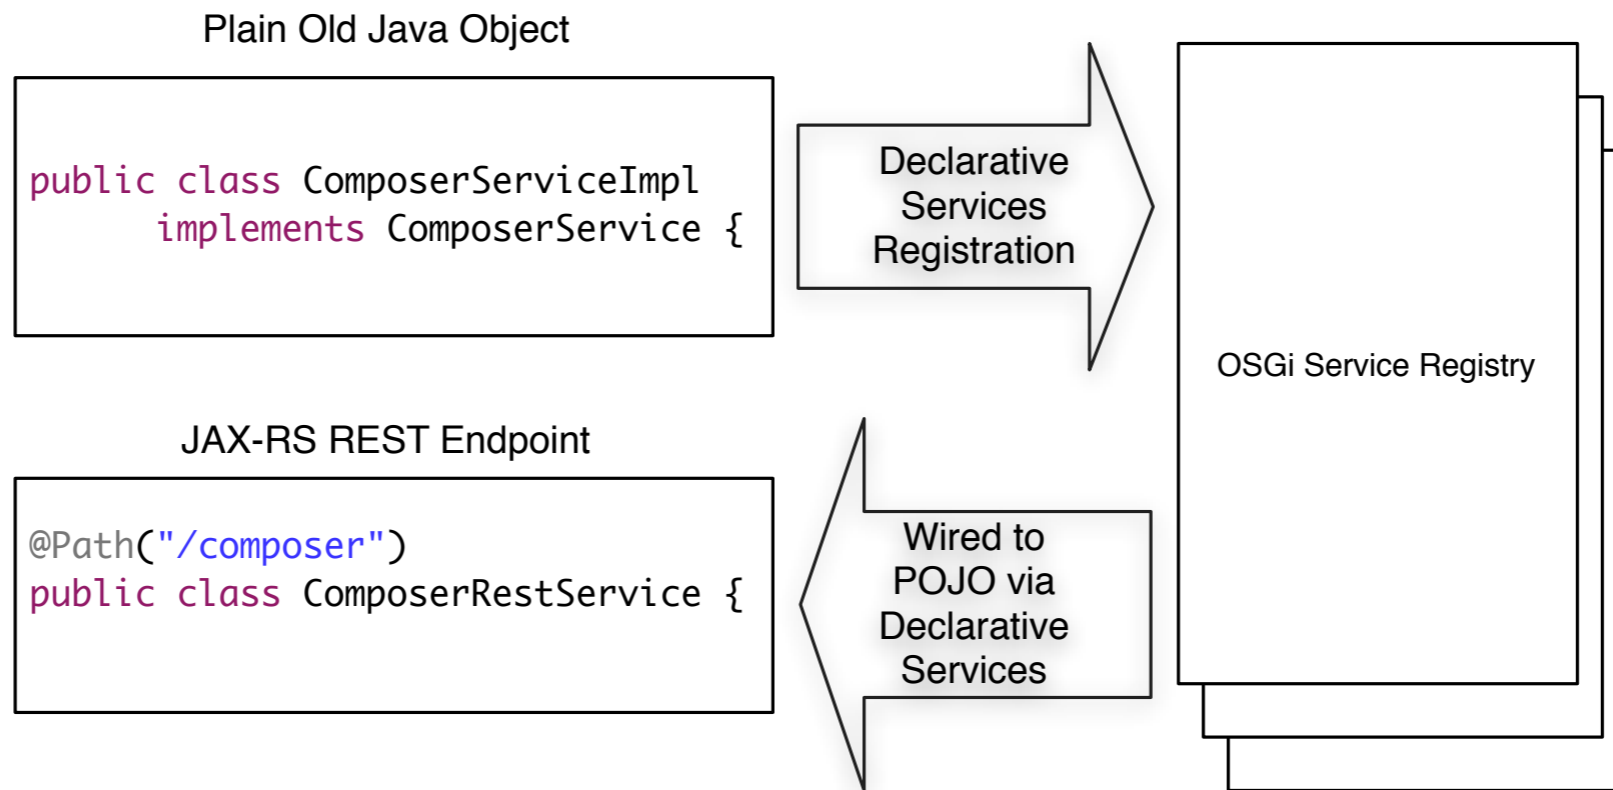 Plain Old Java Object
public class ComposerServiceImpl
implements ComposerService {
Declarative
Services
Registration
OSGi Service Registry
JAX-RS REST Endpoint
@Path("/composer")
public class ComposerRestService {
Wired to
POJO via
Declarative
Services